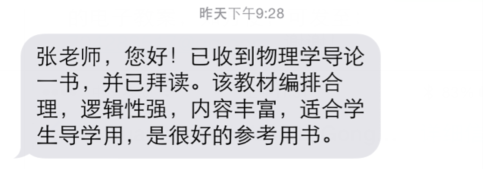 昨天下午9:28
张老师，您好！已收到物理学导论
一书，并已拜读。该教材编排合
理，逻辑性强，内容丰富，适合学
生导学用，是很好的参考用书。